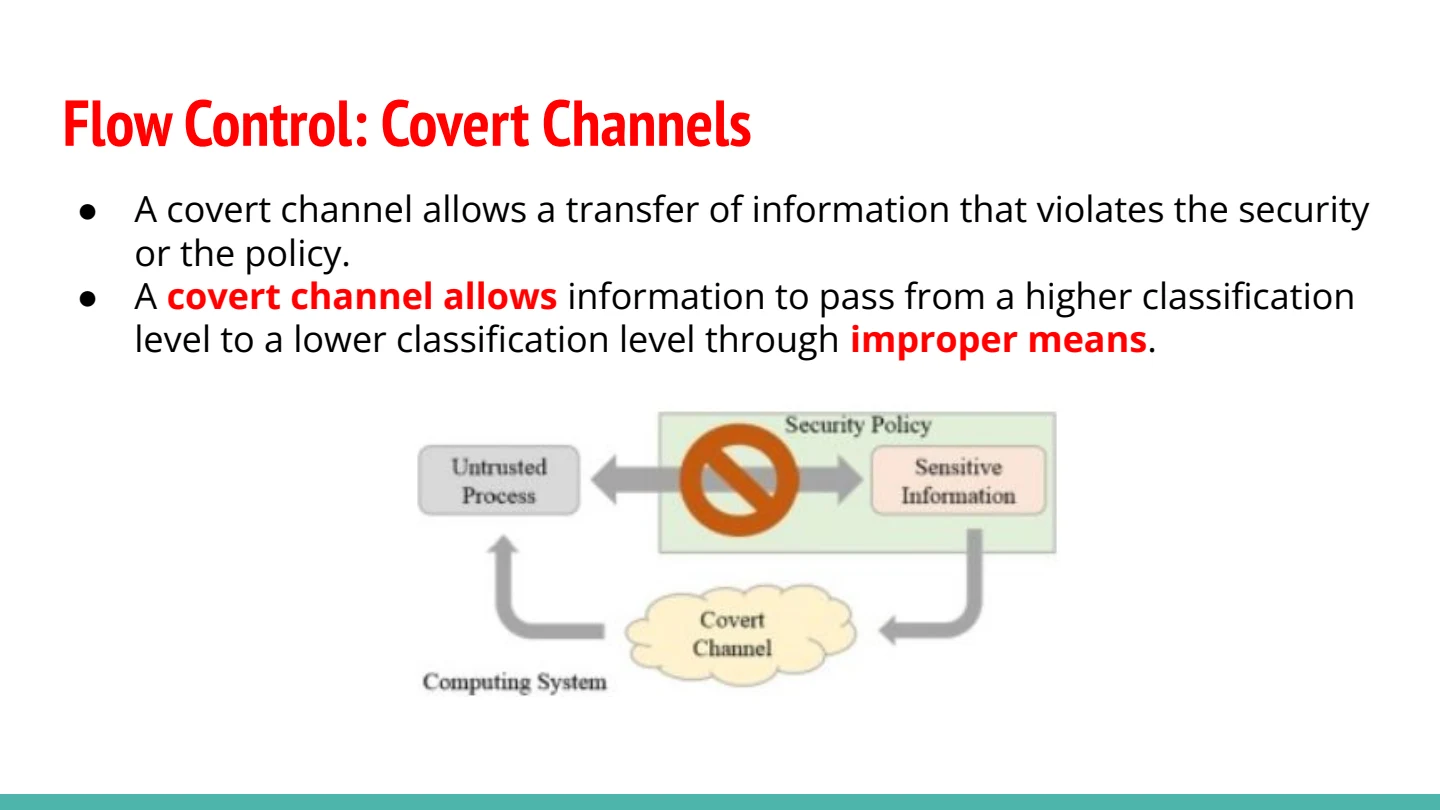 Flow Control: Covert Channels
● A covert channel allows a transfer of information that violates the security
or the policy.
● A covert channel allows information to pass from a higher classification
level to a lower classification level through improper means.
Security Policy
Untrusted
Process
Sensitive
Information
Covert
Channel
Computing System